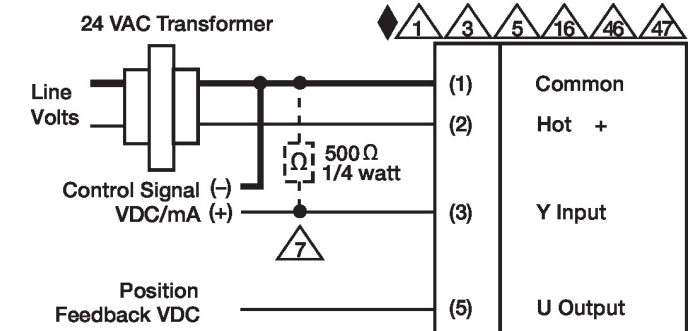 24 VAC Transformer
1 3 5 16 46 47
Line
Volts
(1) Common
(2) Hot +
Ω 500 Ω
1/4 watt
Control Signal (–)
VDC/mA (+)
(3) Y Input
7
Position
Feedback VDC
(5) U Output